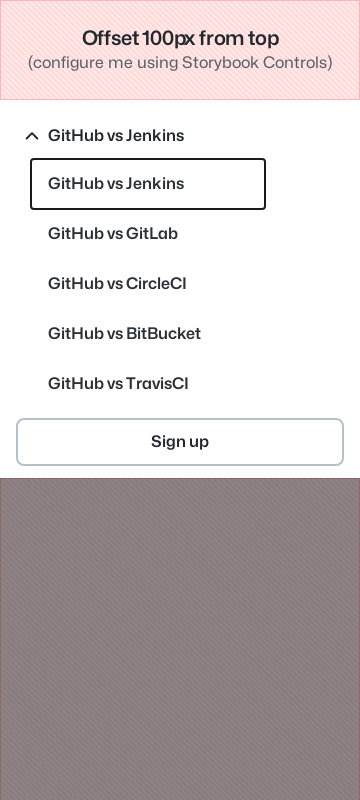 Offset 100px from top
(configure me using Storybook Controls)
GitHub vs Jenkins
GitHub vs Jenkins
GitHub vs GitLab
GitHub vs CircleCI
GitHub vs BitBucket
GitHub vs TravisCI
Sign up